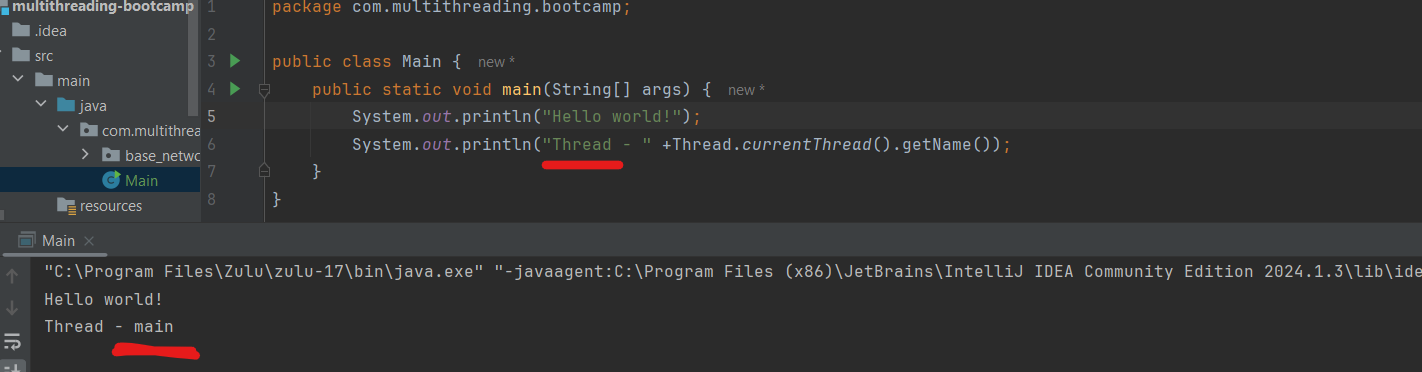 multithreading-bootcamp
.idea
src
main
java
com.multithrea
base_netwo
Main
resources
1 package com.multithreading.bootcamp;
2
3 public class Main { new *
4 public static void main(String[] args) { new *
5 System.out.println("Hello world!");
6 System.out.println("Thread - " +Thread.currentThread().getName());
7 }
8 }
Main
"C:\Program Files\Zulu\zulu-17\bin\java.exe" "-javaagent:C:\Program Files (x86)\JetBrains\IntelliJ IDEA Community Edition 2024.1.3\lib\ide
Hello world!
Thread - main